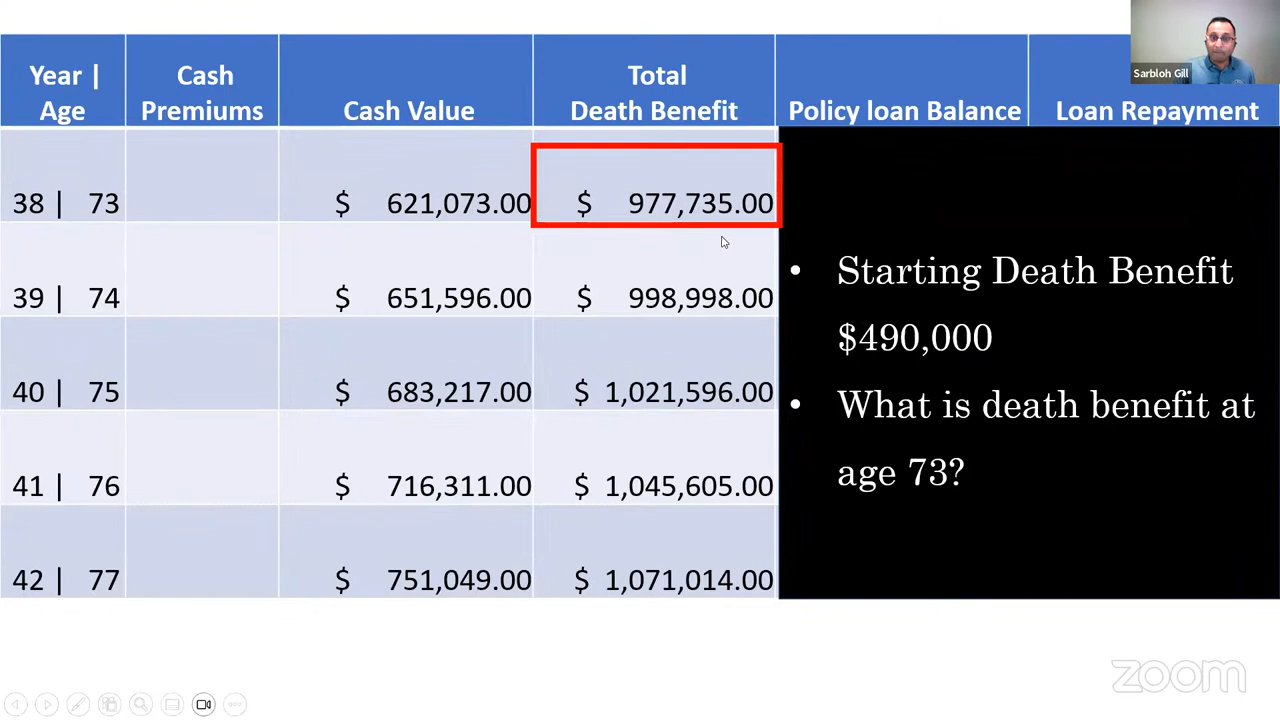 Year | Age
Cash Premiums
Cash Value
Total Death Benefit
Policy loan Balance
Loan Repayment
Sarbloh Gill
38 | 73 $ 621,073.00 $ 977,735.00
39 | 74 $ 651,596.00 $ 998,998.00
40 | 75 $ 683,217.00 $ 1,021,596.00
41 | 76 $ 716,311.00 $ 1,045,605.00
42 | 77 $ 751,049.00 $ 1,071,014.00
• Starting Death Benefit
$490,000
• What is death benefit at
age 73?
zoom